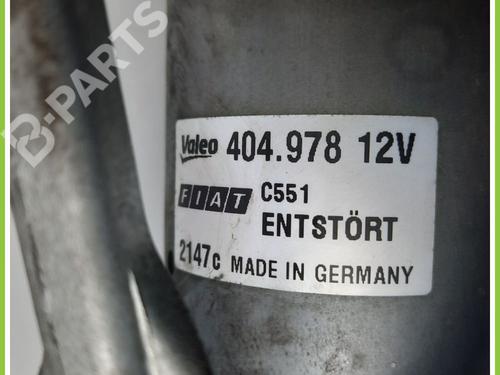 B-PARTS
Valeo 404.978 12V
FIAT C551
ENTSTÖRT
2147c MADE IN GERMANY